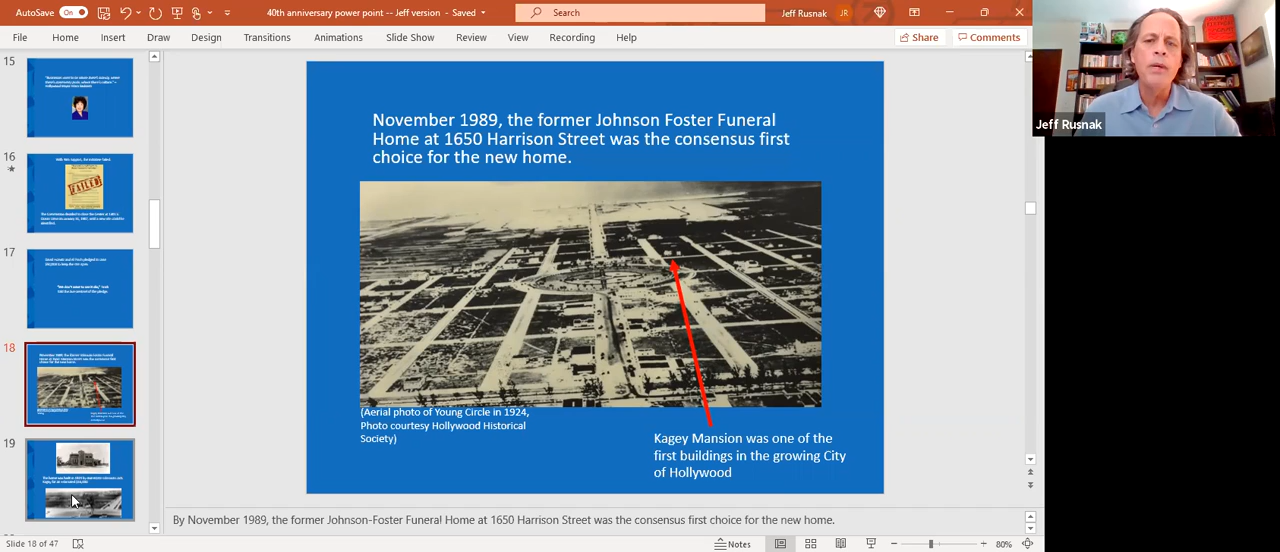 AutoSave
On
40th anniversary power point -- Jeff version - Saved
Search
Jeff Rusnak
JR
File
Home
Insert
Draw
Design
Transitions
Animations
Slide Show
Review
View
Recording
Help
Share
Comments
Jeff Rusnak
15
16
FAILED
17
18
19
November 1989, the former Johnson Foster Funeral
Home at 1650 Harrison Street was the consensus first
choice for the new home.
(Aerial photo of Young Circle in 1924,
Photo courtesy Hollywood Historical
Society)
Kagey Mansion was one of the
first buildings in the growing City
of Hollywood
By November 1989, the former Johnson-Foster Funeral Home at 1650 Harrison Street was the consensus first choice for the new home.
Slide 18 of 47
Notes
80%